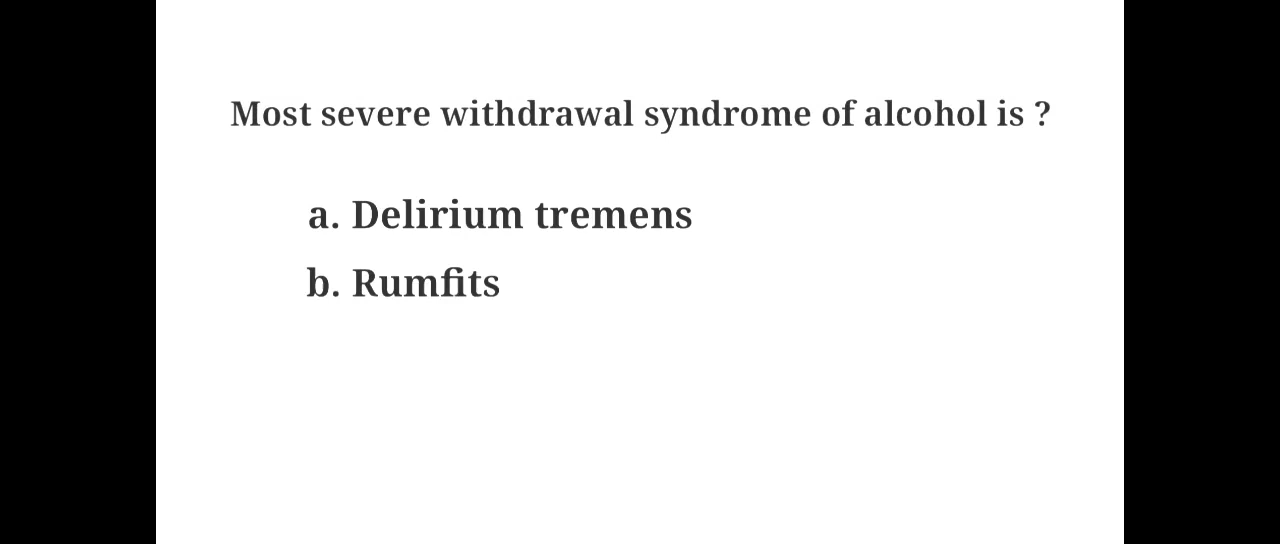 Most severe withdrawal syndrome of alcohol is ?
a. Delirium tremens
b. Rumfits